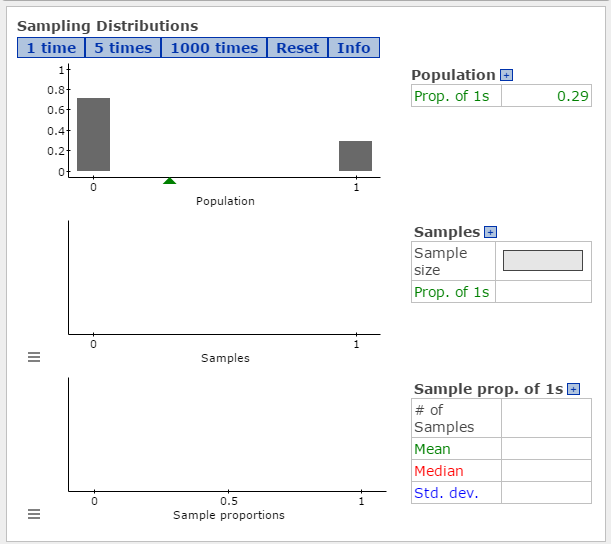 Sampling Distributions
1 time 5 times 1000 times Reset Info
1
0.8
0.6
0.4
0.2
0
0 1
Population
Population +
Prop. of 1s 0.29
0 1
Samples
Samples +
Sample
size
Prop. of 1s
0 0.5 1
Sample proportions
Sample prop. of 1s +
# of
Samples
Mean
Median
Std. dev.